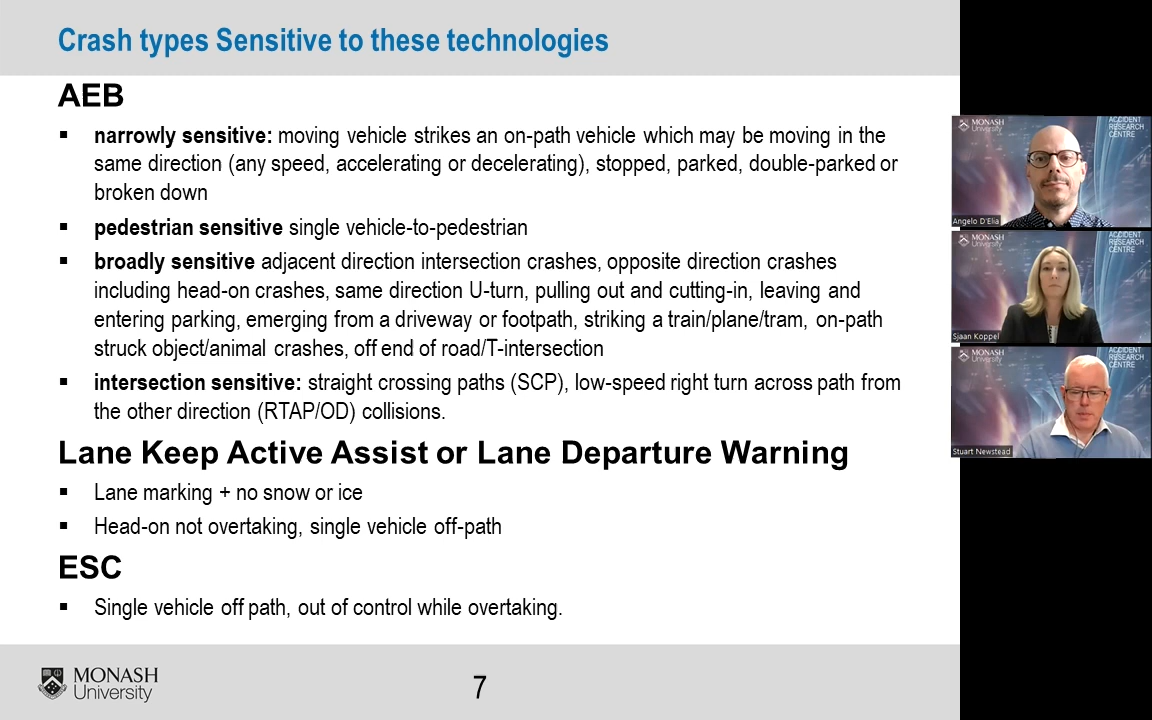 Crash types Sensitive to these technologies
AEB
▪ narrowly sensitive: moving vehicle strikes an on-path vehicle which may be moving in the
same direction (any speed, accelerating or decelerating), stopped, parked, double-parked or
broken down
▪ pedestrian sensitive single vehicle-to-pedestrian
▪ broadly sensitive adjacent direction intersection crashes, opposite direction crashes
including head-on crashes, same direction U-turn, pulling out and cutting-in, leaving and
entering parking, emerging from a driveway or footpath, striking a train/plane/tram, on-path
struck object/animal crashes, off end of road/T-intersection
▪ intersection sensitive: straight crossing paths (SCP), low-speed right turn across path from
the other direction (RTAP/OD) collisions.
Lane Keep Active Assist or Lane Departure Warning
▪ Lane marking + no snow or ice
▪ Head-on not overtaking, single vehicle off-path
ESC
▪ Single vehicle off path, out of control while overtaking.
MONASH
University
7
MONASH
University
ACCIDENT
RESEARCH
CENTRE
Angelo D'Elia
MONASH
University
ACCIDENT
RESEARCH
CENTRE
Sjaan Koppel
MONASH
University
ACCIDENT
RESEARCH
CENTRE
Stuart Newstead